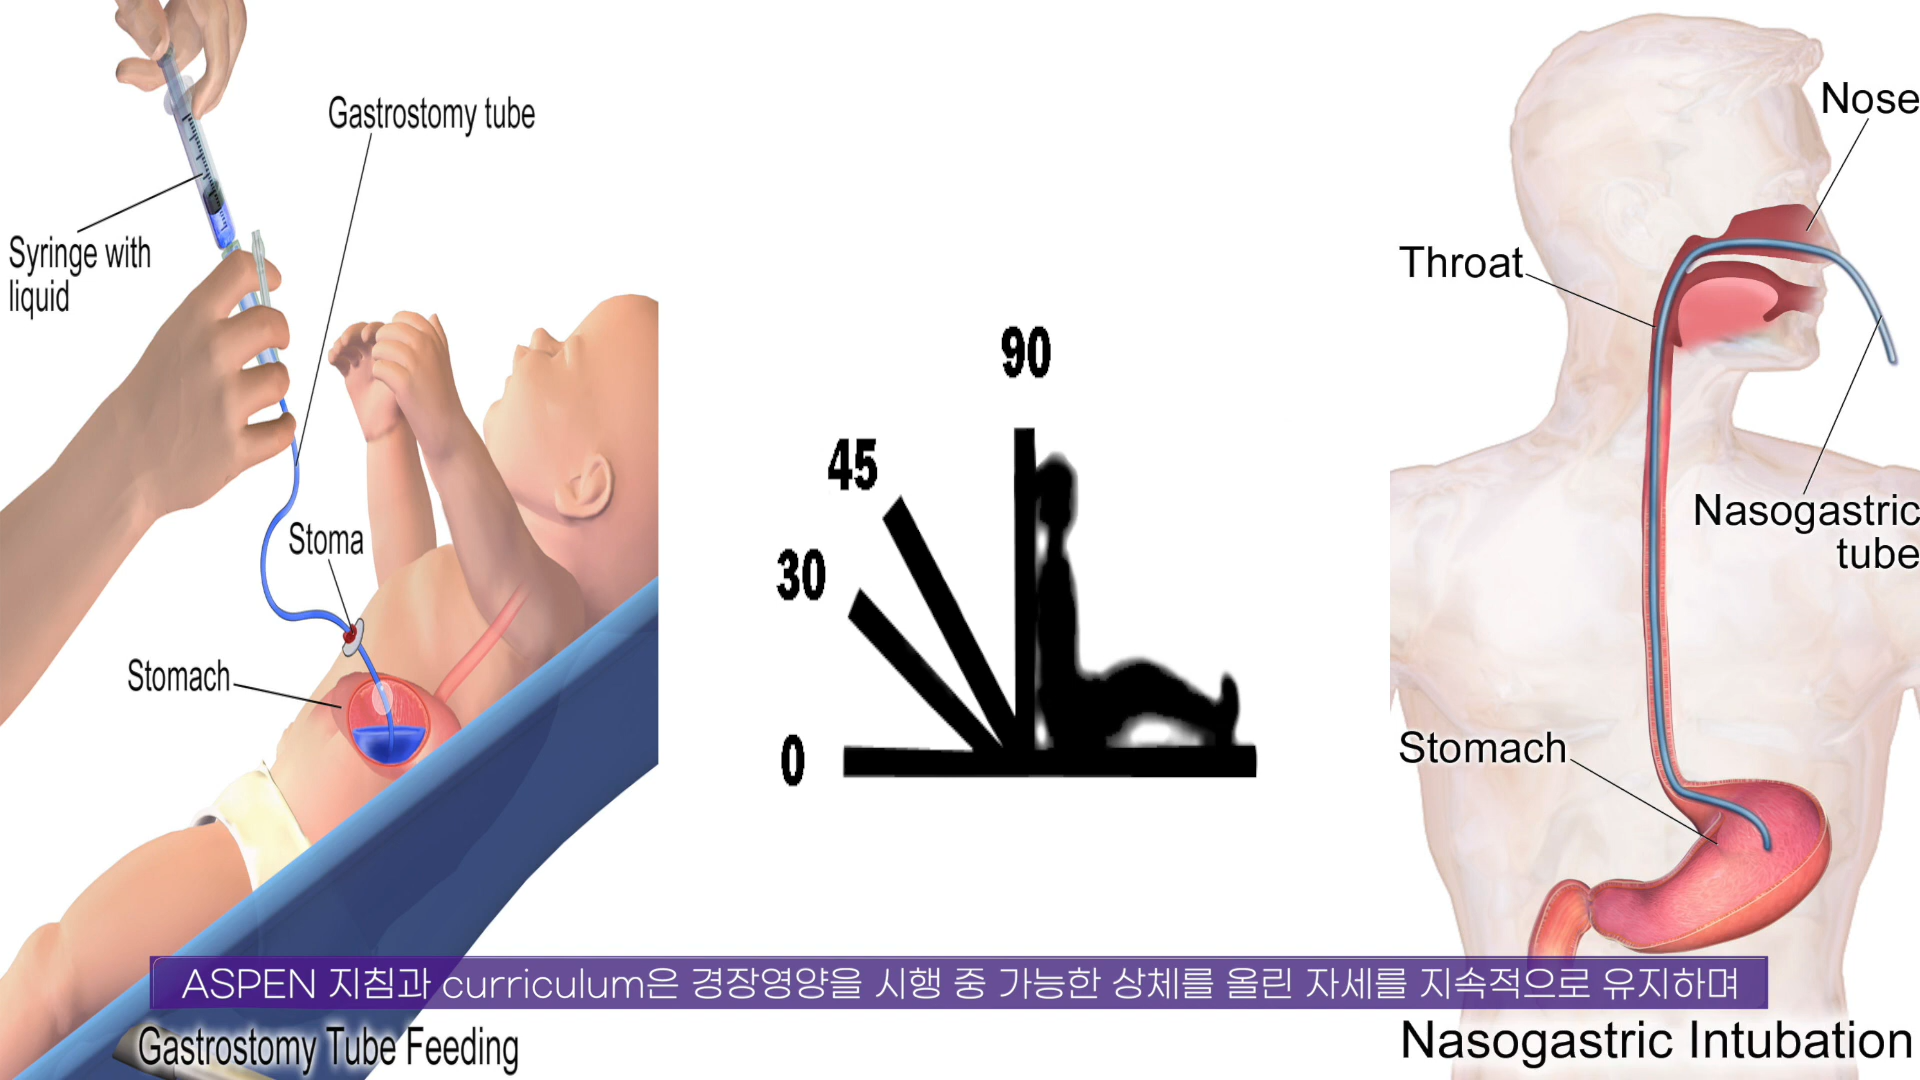 Gastrostomy tube
Syringe with
liquid
Stoma
Stomach
Gastrostomy Tube Feeding
90
45
30
0
Nose
Throat
Nasogastric
tube
Stomach
Nasogastric Intubation
ASPEN 지침과 curriculum은 경장영양을 시행 중 가능한 상체를 올린 자세를 지속적으로 유지하며